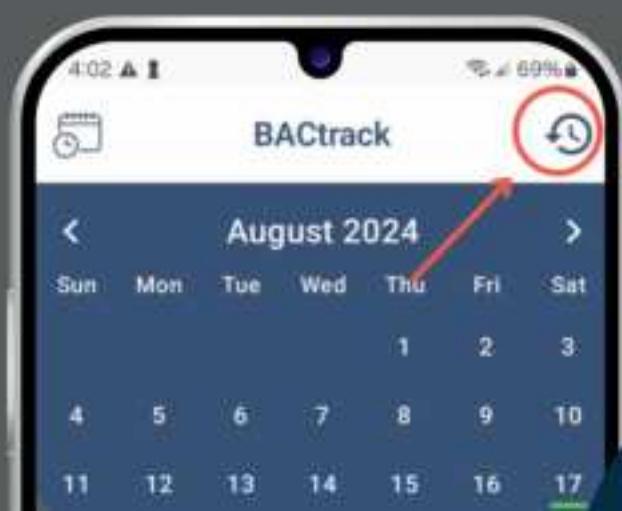 4:02 69%
BACtrack
August 2024
Sun Mon Tue Wed Thu Fri Sat
1 2 3
4 5 6 7 8 9 10
11 12 13 14 15 16 17